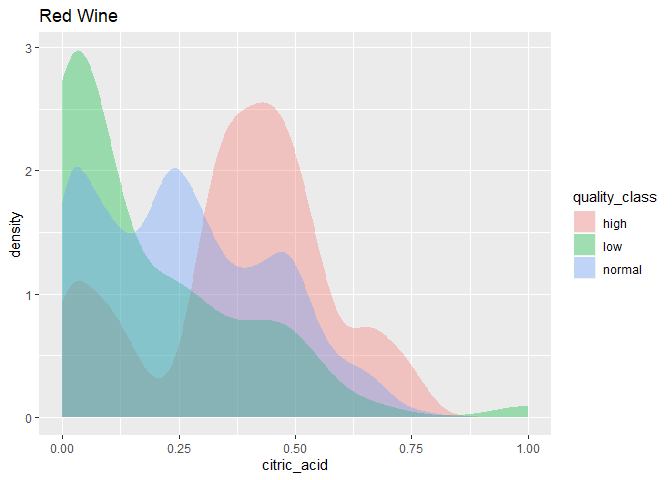 Red Wine
3
2
1
0
density
0.00 0.25 0.50 0.75 1.00
citric_acid
quality_class
high
low
normal